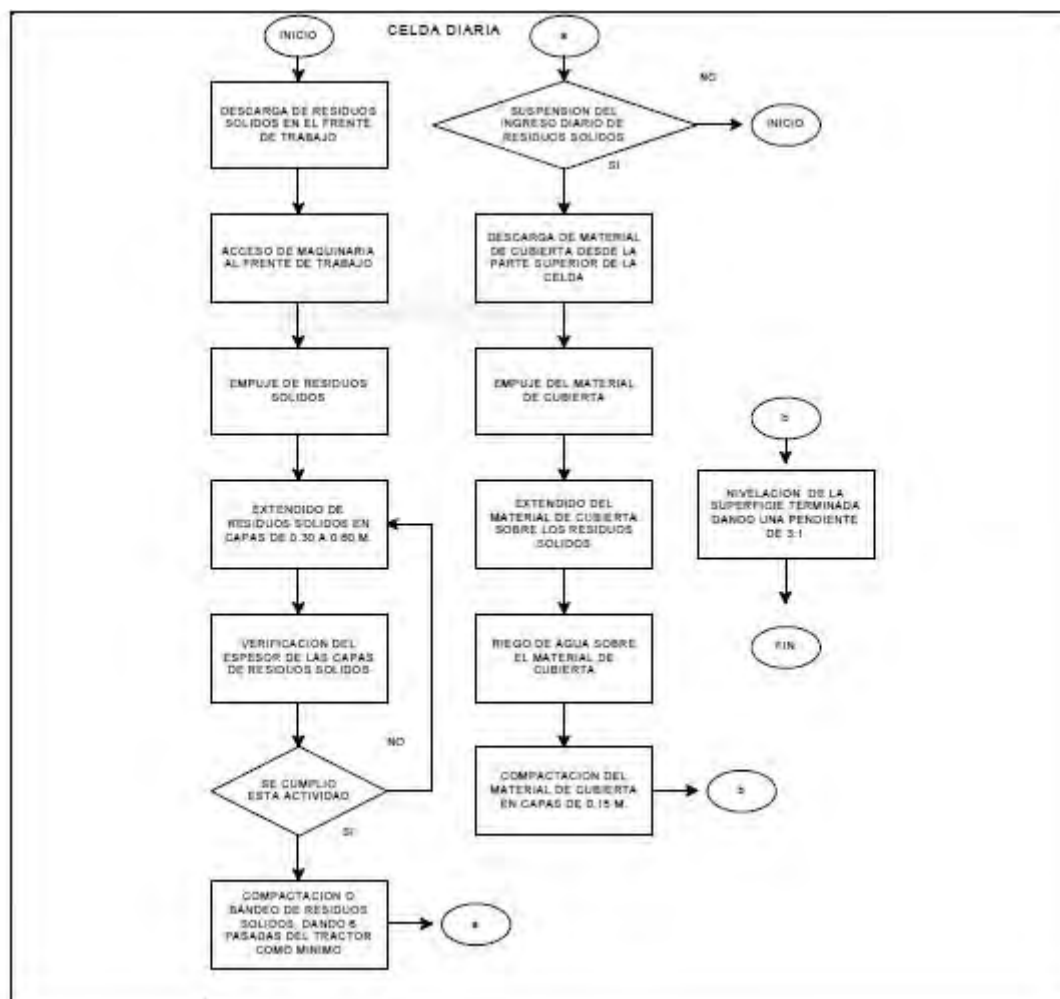 CELDA DIARIA
INICIO
DESCARGA DE RESIDUOS
SOLIDOS EN EL FRENTE
DE TRABAJO
ACCESO DE MAQUINARIA
AL FRENTE DE TRABAJO
EMPUJE DE RESIDUOS
SOLIDOS
EXTENDIDO DE
RESIDUOS SOLIDOS EN
CAPAS DE 0.30 A 0.60 M.
VERIFICACION DEL
ESPESOR DE LAS CAPAS
DE RESIDUOS SOLIDOS
SE CUMPLIO
ESTA ACTIVIDAD
NO
SI
COMPACTACION O
BANDEO DE RESIDUOS
SOLIDOS, DANDO 6
PASADAS DEL TRACTOR
COMO MINIMO
a
a
SUSPENSION DEL
INGRESO DIARIO DE
RESIDUOS SOLIDOS
NO
INICIO
SI
DESCARGA DE MATERIAL
DE CUBIERTA DESDE LA
PARTE SUPERIOR DE LA
CELDA
EMPUJE DEL MATERIAL
DE CUBIERTA
EXTENDIDO DEL
MATERIAL DE CUBIERTA
SOBRE LOS RESIDUOS
SOLIDOS
RIEGO DE AGUA SOBRE
EL MATERIAL DE
CUBIERTA
COMPACTACION DEL
MATERIAL DE CUBIERTA
EN CAPAS DE 0.15 M.
b
b
NIVELACION DE LA
SUPERFICIE TERMINADA
DANDO UNA PENDIENTE
DE 3:1
FIN